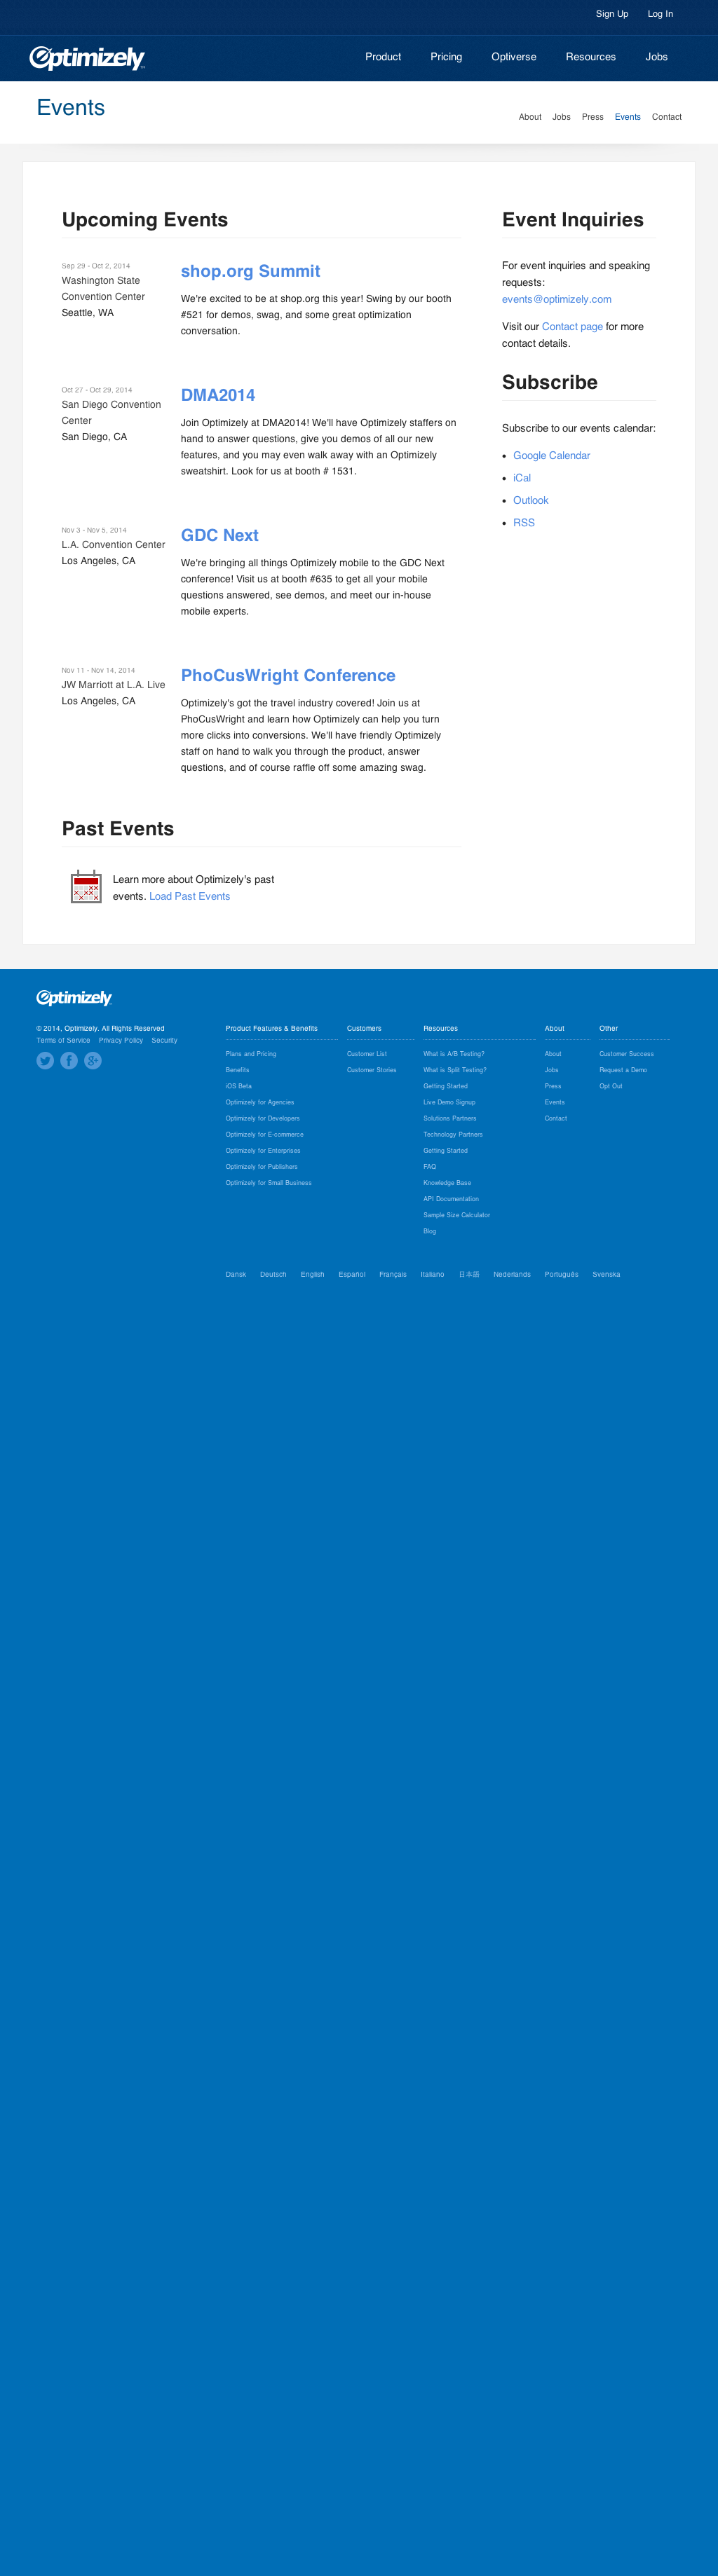 Sign Up Log In
Optimizely
Product Pricing Optiverse Resources Jobs
Events
About Jobs Press Events Contact
Upcoming Events
Sep 29 - Oct 2, 2014
Washington State
Convention Center
Seattle, WA
shop.org Summit
We're excited to be at shop.org this year! Swing by our booth
#521 for demos, swag, and some great optimization
conversation.
Oct 27 - Oct 29, 2014
San Diego Convention
Center
San Diego, CA
DMA2014
Join Optimizely at DMA2014! We'll have Optimizely staffers on
hand to answer questions, give you demos of all our new
features, and you may even walk away with an Optimizely
sweatshirt. Look for us at booth # 1531.
Nov 3 - Nov 5, 2014
L.A. Convention Center
Los Angeles, CA
GDC Next
We're bringing all things Optimizely mobile to the GDC Next
conference! Visit us at booth #635 to get all your mobile
questions answered, see demos, and meet our in-house
mobile experts.
Nov 11 - Nov 14, 2014
JW Marriott at L.A. Live
Los Angeles, CA
PhoCusWright Conference
Optimizely's got the travel industry covered! Join us at
PhoCusWright and learn how Optimizely can help you turn
more clicks into conversions. We'll have friendly Optimizely
staff on hand to walk you through the product, answer
questions, and of course raffle off some amazing swag.
Past Events
Learn more about Optimizely's past
events. Load Past Events
Event Inquiries
For event inquiries and speaking
requests:
events@optimizely.com
Visit our Contact page for more
contact details.
Subscribe
Subscribe to our events calendar:
Google Calendar
iCal
Outlook
RSS
Optimizely
© 2014, Optimizely. All Rights Reserved
Terms of Service Privacy Policy Security
Product Features & Benefits
Plans and Pricing
Benefits
iOS Beta
Optimizely for Agencies
Optimizely for Developers
Optimizely for E-commerce
Optimizely for Enterprises
Optimizely for Publishers
Optimizely for Small Business
Customers
Customer List
Customer Stories
Resources
What is A/B Testing?
What is Split Testing?
Getting Started
Live Demo Signup
Solutions Partners
Technology Partners
Getting Started
FAQ
Knowledge Base
API Documentation
Sample Size Calculator
Blog
About
About
Jobs
Press
Events
Contact
Other
Customer Success
Request a Demo
Opt Out
Dansk Deutsch English Español Français Italiano 日本語 Nederlands Português Svenska